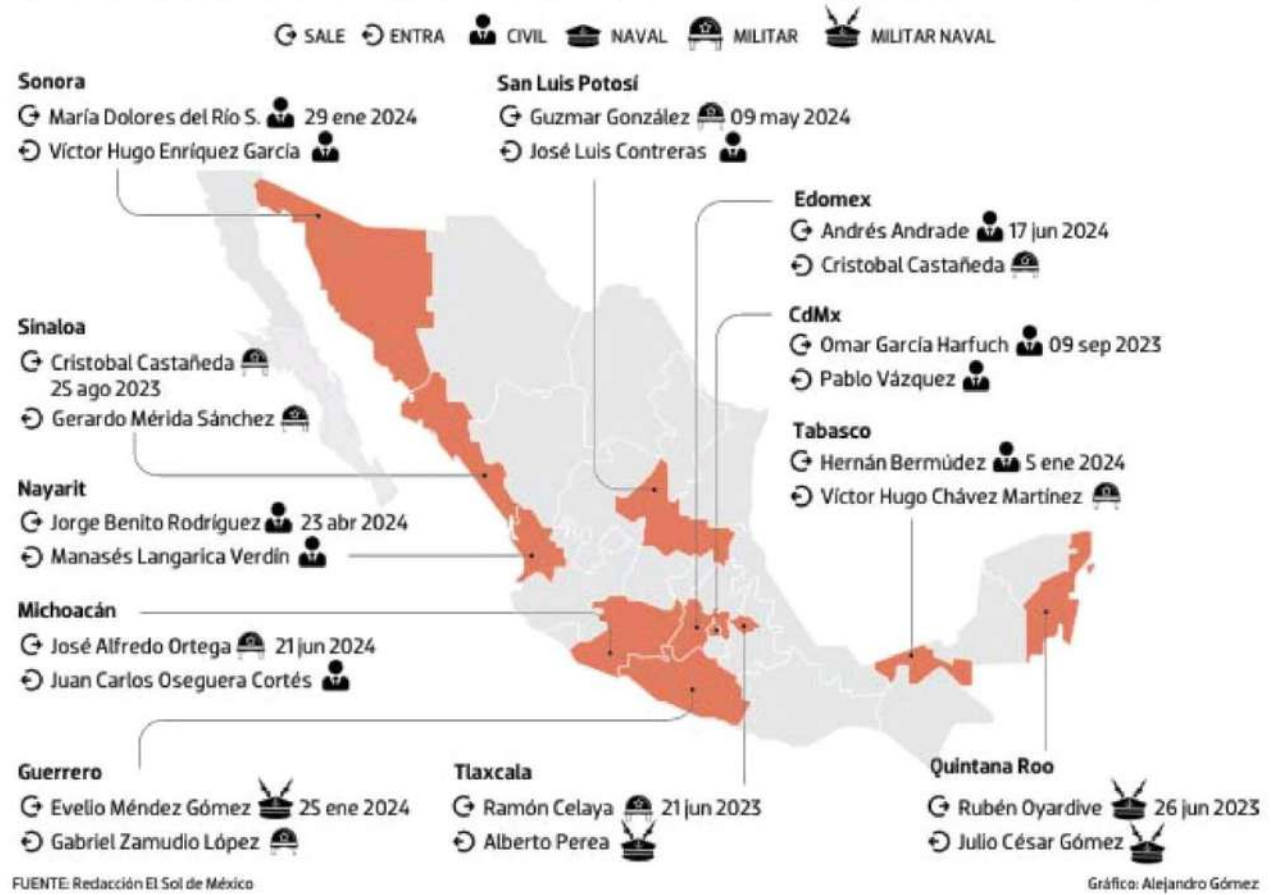 SALE ENTRA CIVIL NAVAL MILITAR MILITAR NAVAL
Sonora
María Dolores del Río S. 29 ene 2024
Víctor Hugo Enríquez García
San Luis Potosí
Guzmar González 09 may 2024
José Luis Contreras
Edomex
Andrés Andrade 17 jun 2024
Cristobal Castañeda
CdMx
Omar García Harfuch 09 sep 2023
Pablo Vázquez
Tabasco
Hernán Bermúdez 5 ene 2024
Víctor Hugo Chávez Martínez
Sinaloa
Cristobal Castañeda
25 ago 2023
Gerardo Mérida Sánchez
Nayarit
Jorge Benito Rodríguez 23 abr 2024
Manasés Langarica Verdín
Michoacán
José Alfredo Ortega 21 jun 2024
Juan Carlos Oseguera Cortés
Guerrero
Evelio Méndez Gómez 25 ene 2024
Gabriel Zamudio López
Tlaxcala
Ramón Celaya 21 jun 2023
Alberto Perea
Quintana Roo
Rubén Oyardive 26 jun 2023
Julio César Gómez
FUENTE: Redacción El Sol de México
Gráfico: Alejandro Gómez